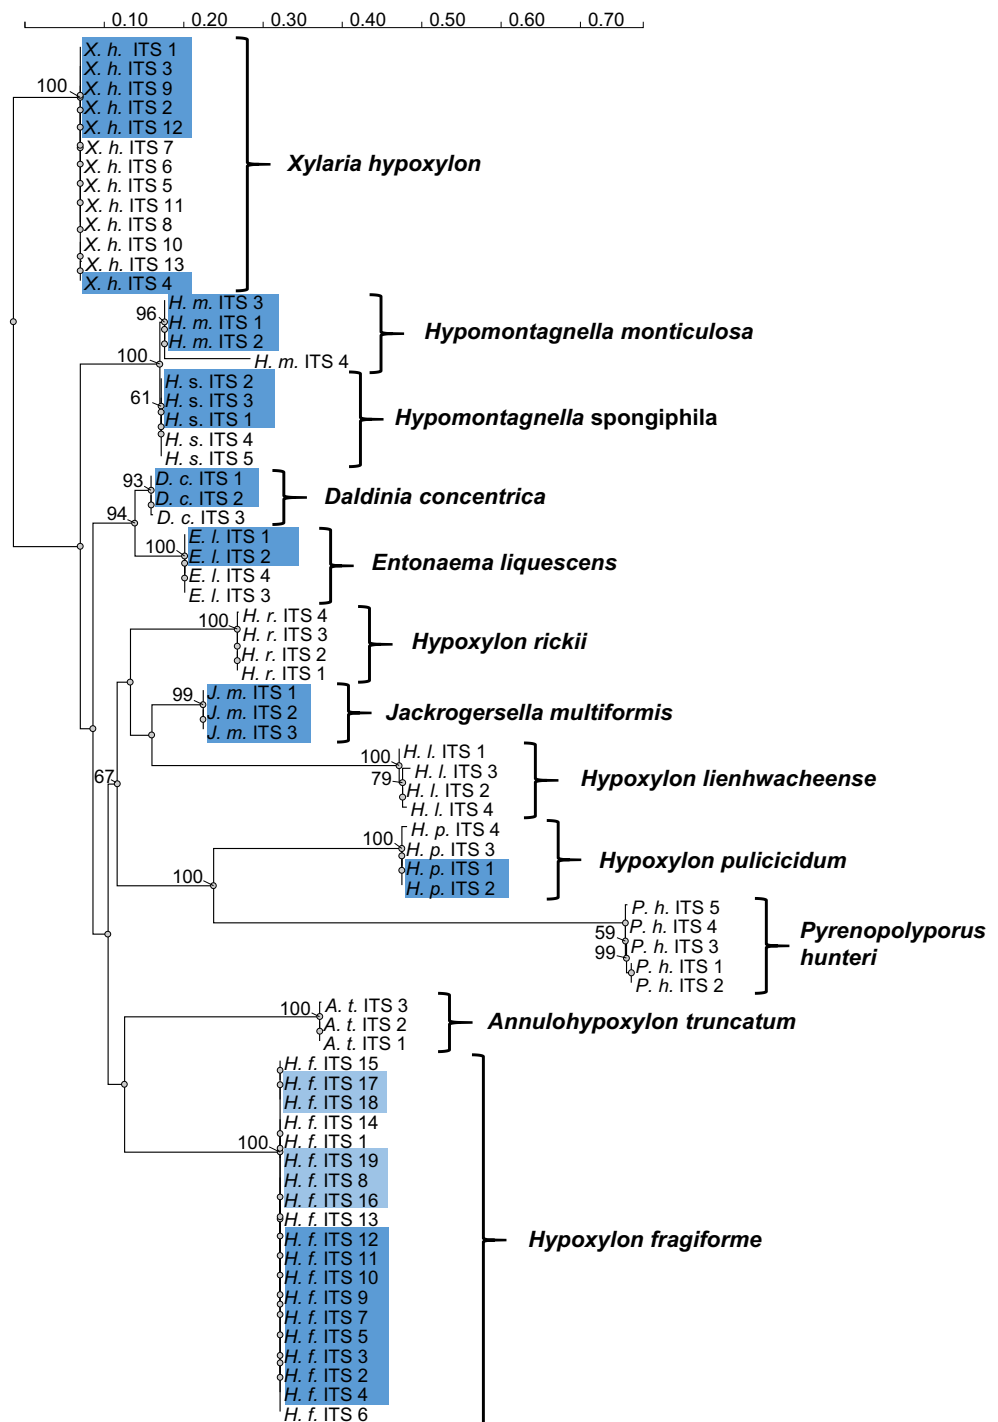 0.10 0.20 0.30 0.40 0.50 0.60 0.70
X. h. ITS 1
X. h. ITS 3
100
X. h. ITS 9
X. h. ITS 2
X. h. ITS 12
X. h. ITS 7
Xylaria hypoxylon
X. h. ITS 6
X. h. ITS 5
X. h. ITS 11
X. h. ITS 8
X. h. ITS 10
X. h. ITS 13
X. h. ITS 4
H. m. ITS 3
96
H. m. ITS 1
Hypomontagnella monticulosa
H. m. ITS 2
100
H. m. ITS 4
H. s. ITS 2
61
H. s. ITS 3
H. s. ITS 1
Hypomontagnella spongiphila
H. s. ITS 4
H. s. ITS 5
93
D. c. ITS 1
D. c. ITS 2
Daldinia concentrica
94
D. c. ITS 3
E. l. ITS 1
100
E. l. ITS 2
Entonaema liquescens
E. l. ITS 4
E. l. ITS 3
100
H. r. ITS 4
H. r. ITS 3
Hypoxylon rickii
H. r. ITS 2
H. r. ITS 1
99
J. m. ITS 1
J. m. ITS 2
Jackrogersella multiformis
J. m. ITS 3
100
H. l. ITS 1
H. l. ITS 3
67
79
Hypoxylon lienhwacheense
H. l. ITS 2
H. l. ITS 4
100
H. p. ITS 4
H. p. ITS 3
Hypoxylon pulicicidum
100
H. p. ITS 1
H. p. ITS 2
P. h. ITS 5
P. h. ITS 4
59
Pyrenopolyporus
P. h. ITS 3
99
hunteri
P. h. ITS 1
P. h. ITS 2
100
A. t. ITS 3
A. t. ITS 2
Annulohypoxylon truncatum
A. t. ITS 1
H. f. ITS 15
H. f. ITS 17
H. f. ITS 18
H. f. ITS 14
100
H. f. ITS 1
H. f. ITS 19
H. f. ITS 8
H. f. ITS 16
H. f. ITS 13
H. f. ITS 12
Hypoxylon fragiforme
H. f. ITS 11
H. f. ITS 10
H. f. ITS 9
H. f. ITS 7
H. f. ITS 5
H. f. ITS 3
H. f. ITS 2
H. f. ITS 4
H. f. ITS 6